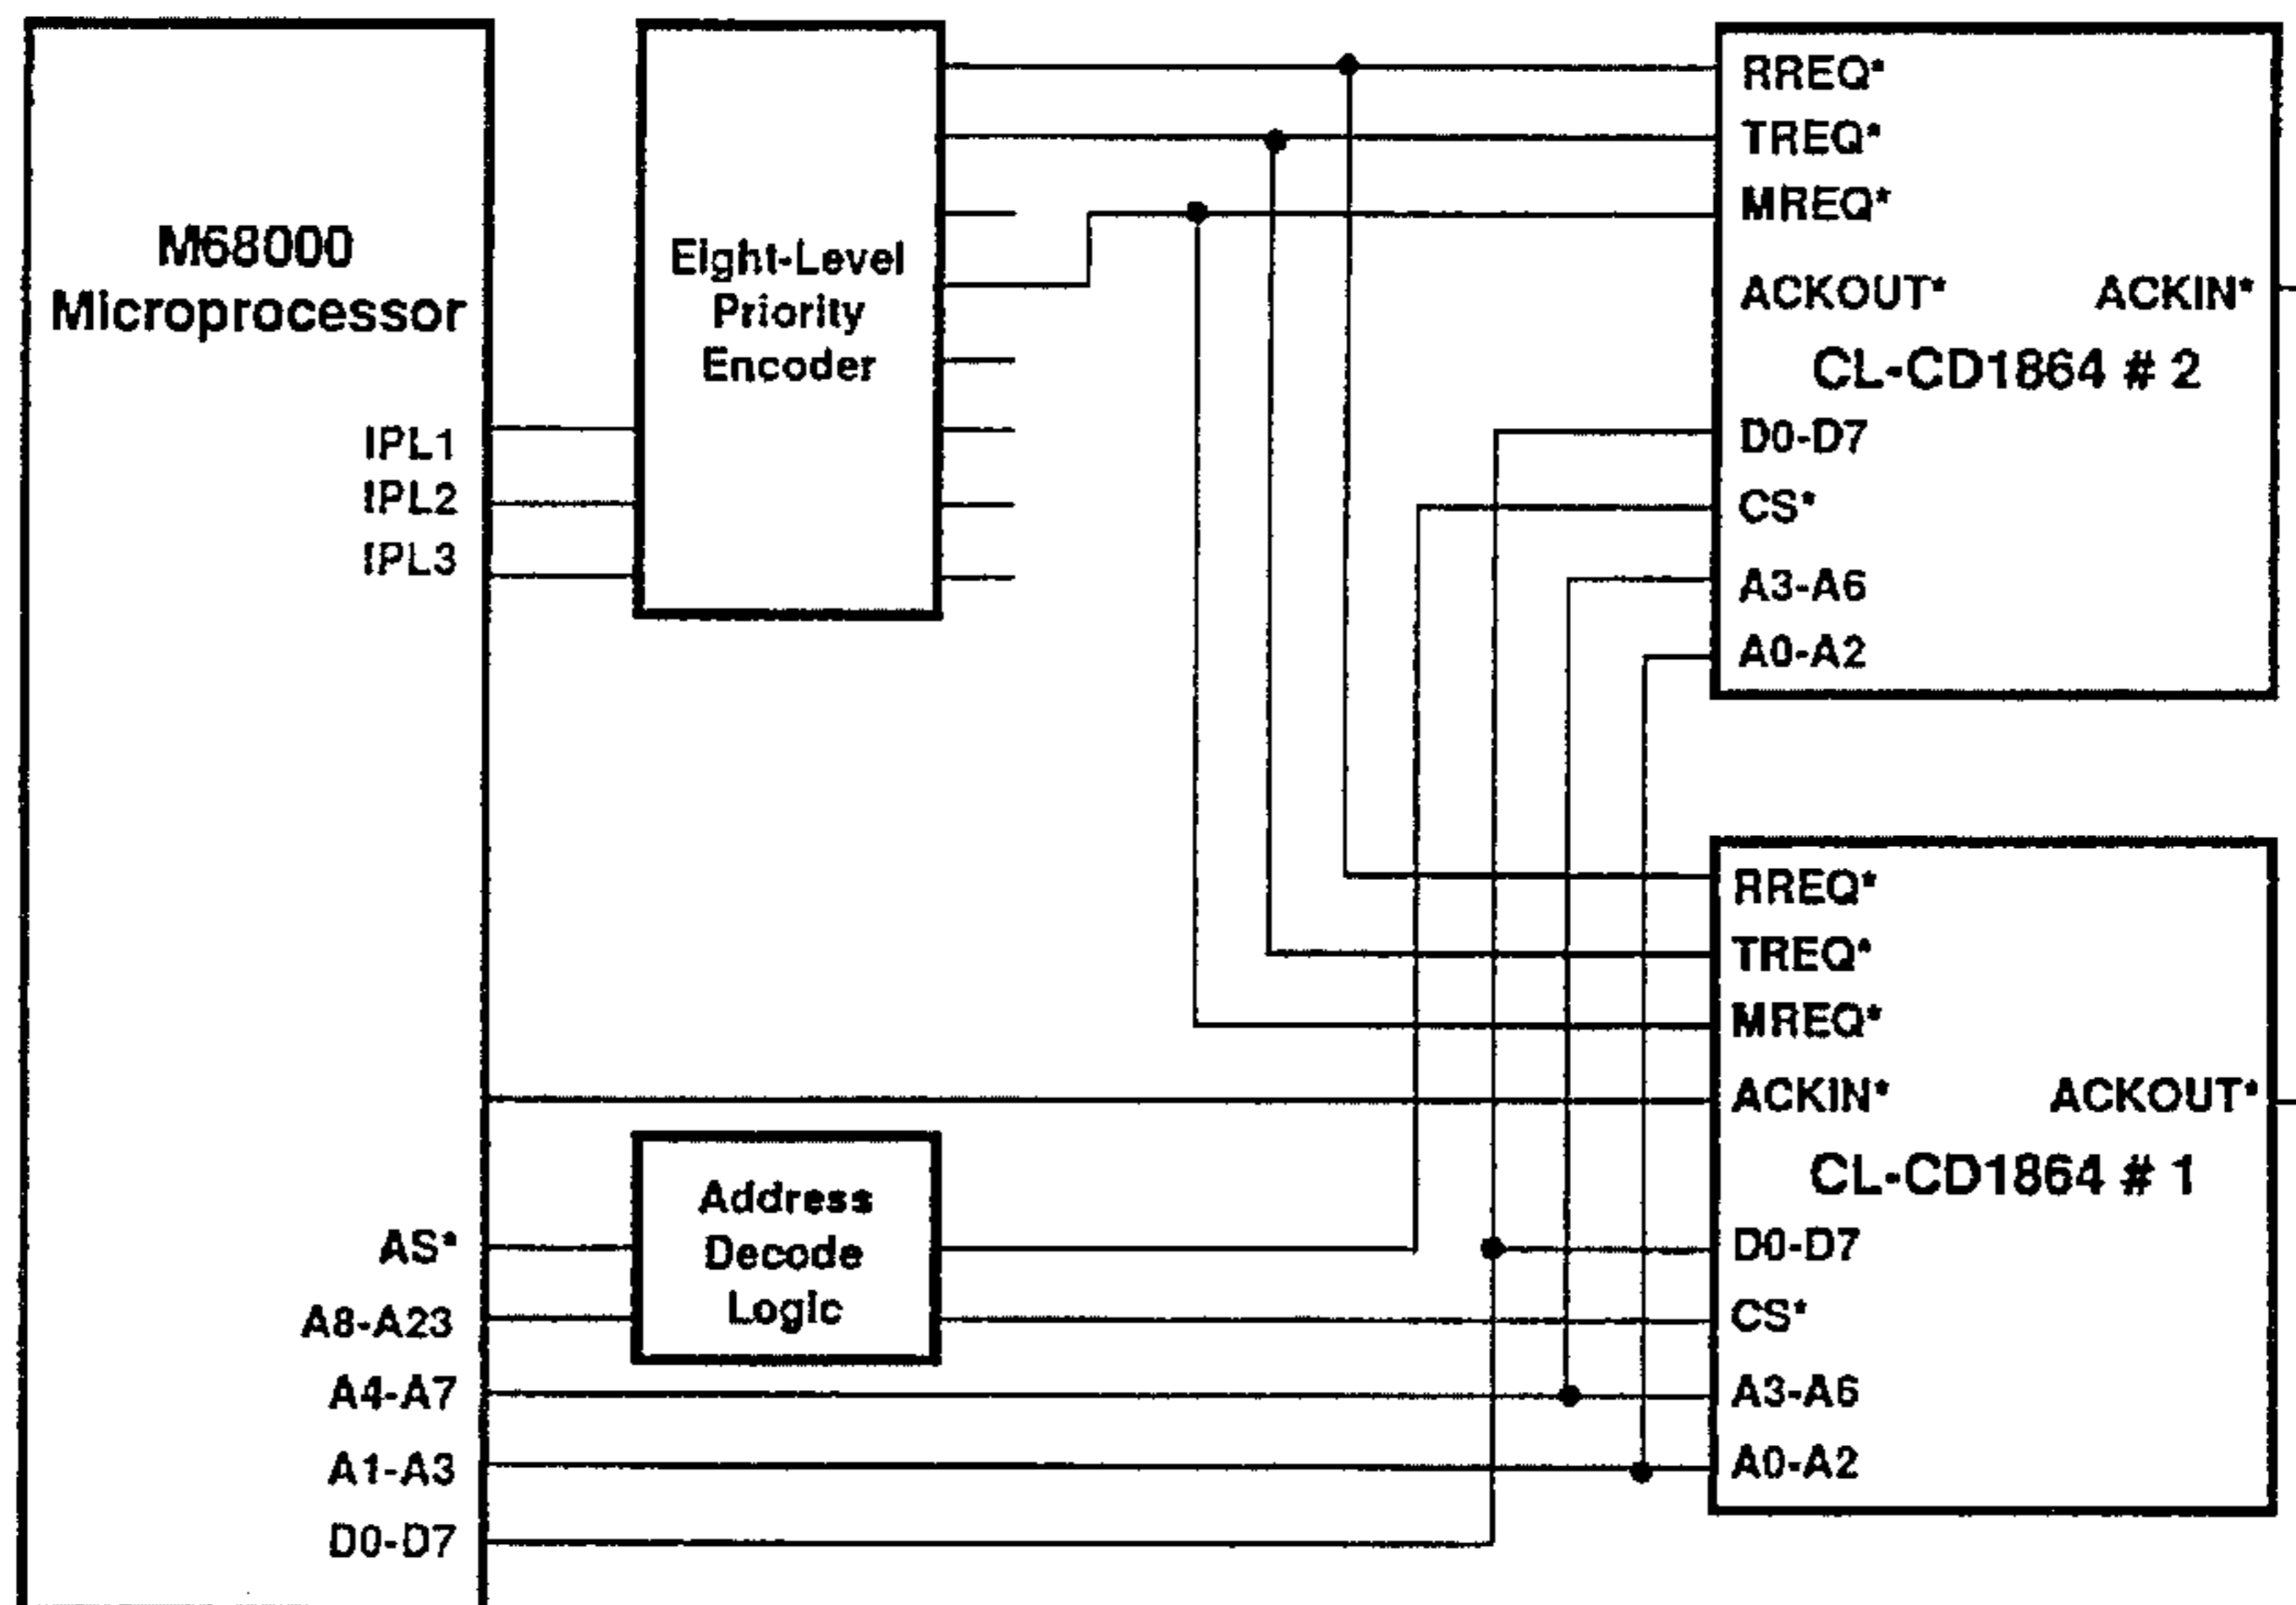 M68000
Microprocessor
IPL1
IPL2
IPL3
AS*
A8-A23
A4-A7
A1-A3
D0-D7
Eight-Level
Priority
Encoder
Address
Decode
Logic
RREQ*
TREQ*
MREQ*
ACKOUT* ACKIN*
CL-CD1864 # 2
D0-D7
CS*
A3-A6
A0-A2
RREQ*
TREQ*
MREQ*
ACKIN* ACKOUT*
CL-CD1864 # 1
D0-D7
CS*
A3-A6
A0-A2